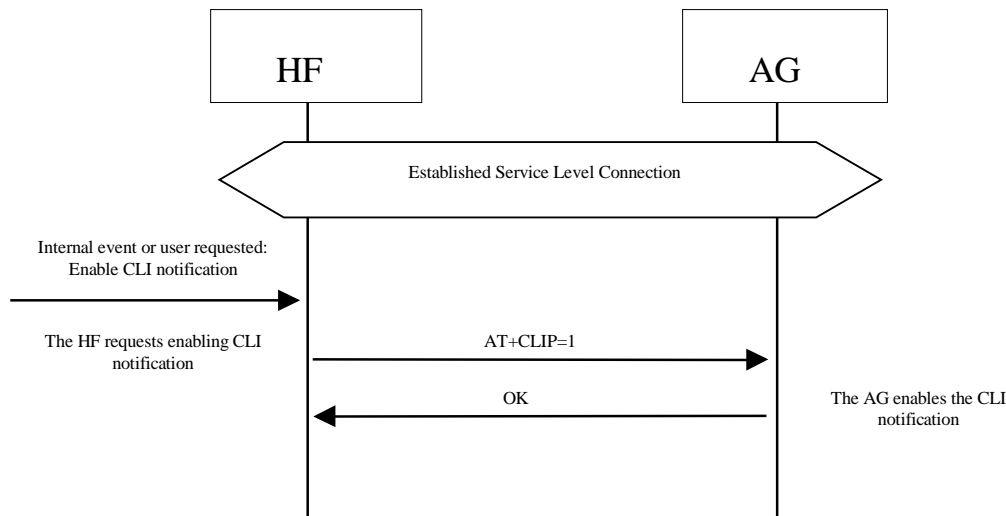 HF
AG
Established Service Level Connection
Internal event or user requested:
Enable CLI notification
The HF requests enabling CLI
notification
AT+CLIP=1
OK
The AG enables the CLI
notification